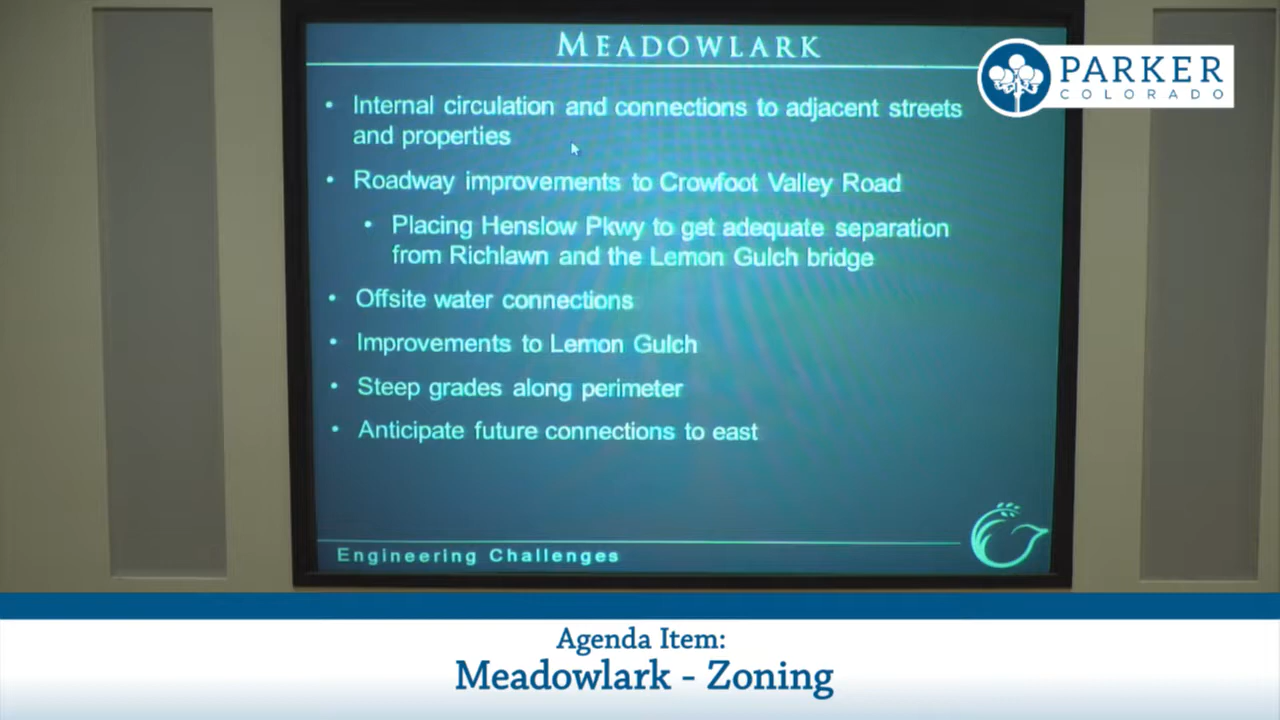 MEADOWLARK
PARKER
COLORADO
• Internal circulation and connections to adjacent streets
and properties
• Roadway improvements to Crowfoot Valley Road
• Placing Henslow Pkwy to get adequate separation
from Richlawn and the Lemon Gulch bridge
• Offsite water connections
• Improvements to Lemon Gulch
• Steep grades along perimeter
• Anticipate future connections to east
Engineering Challenges
Agenda Item:
Meadowlark - Zoning